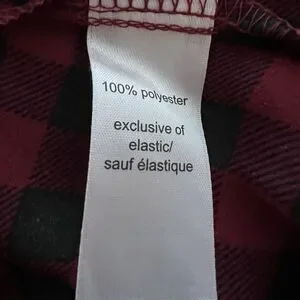 100% polyester
exclusive of
elastic/
sauf élastique